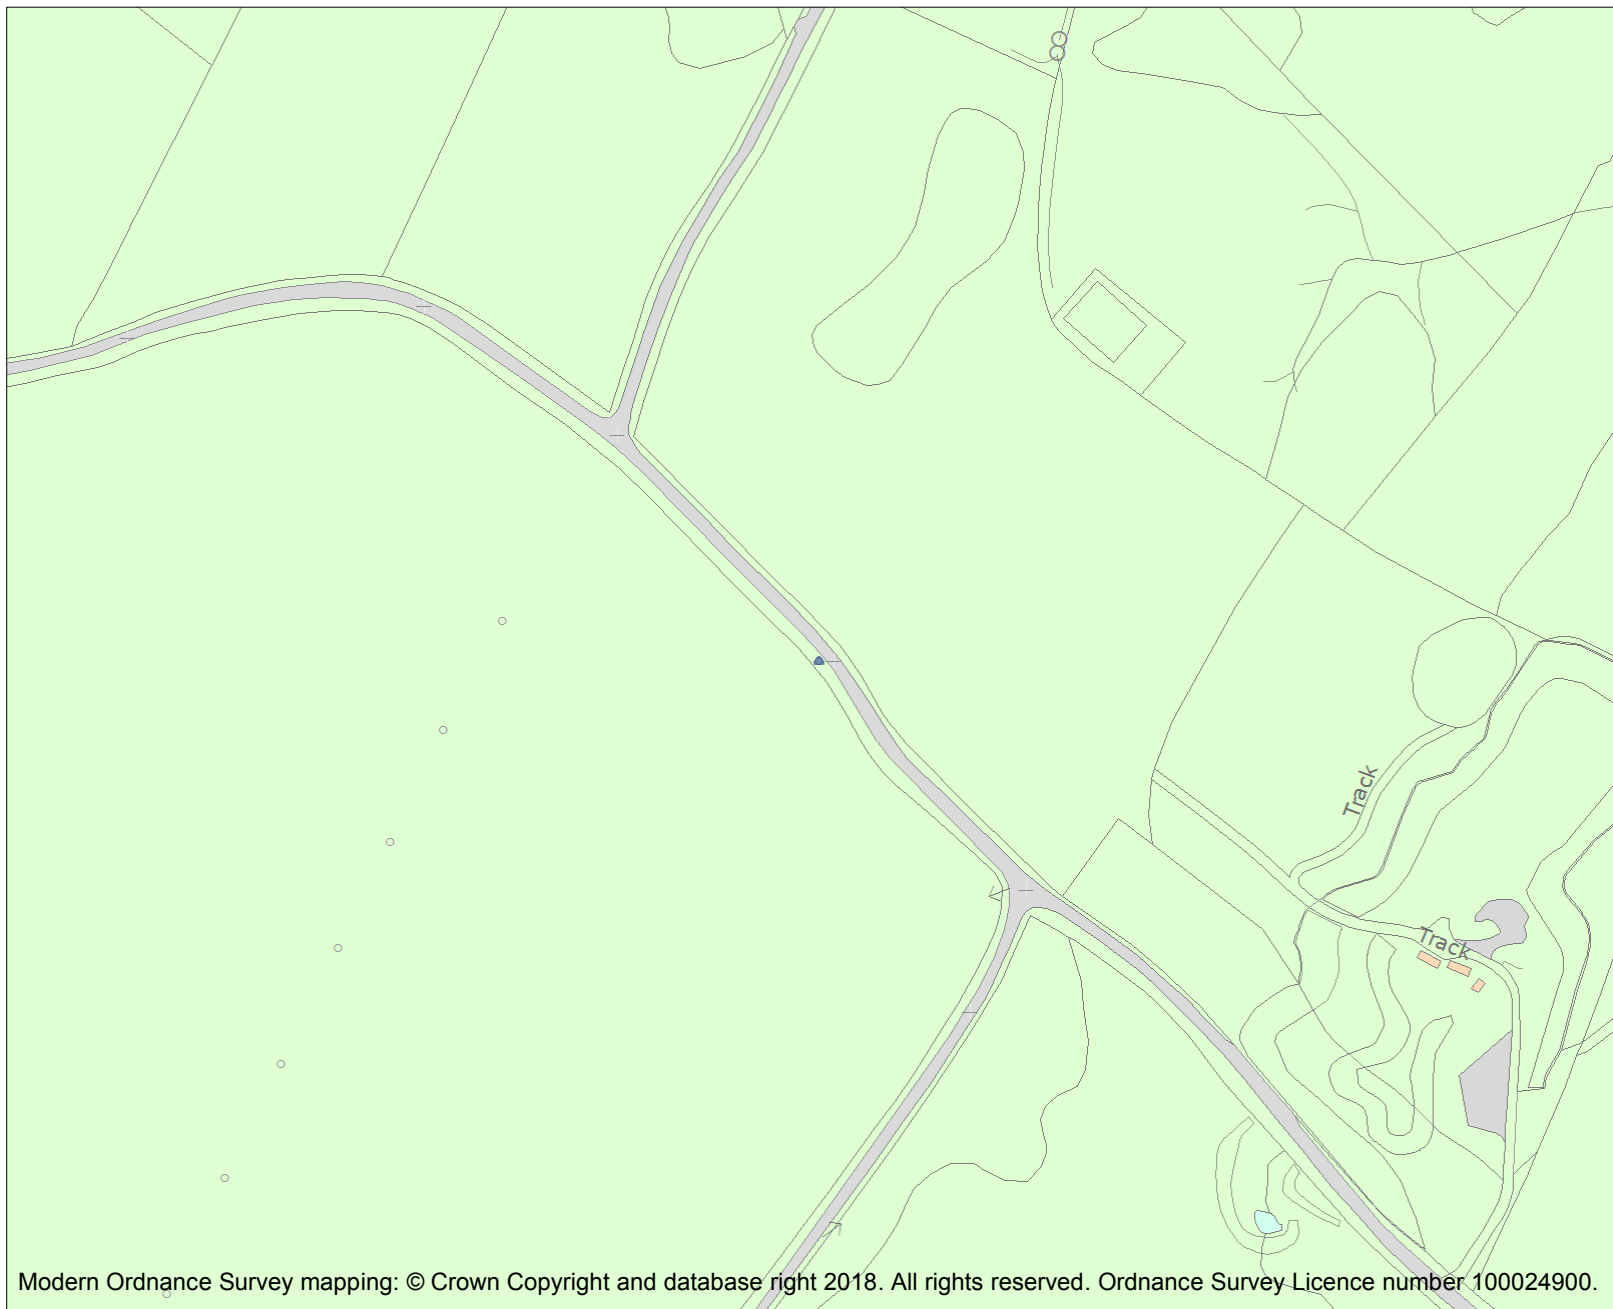 Track
Track
Modern Ordnance Survey mapping: © Crown Copyright and database right 2018. All rights reserved. Ordnance Survey Licence number 100024900.